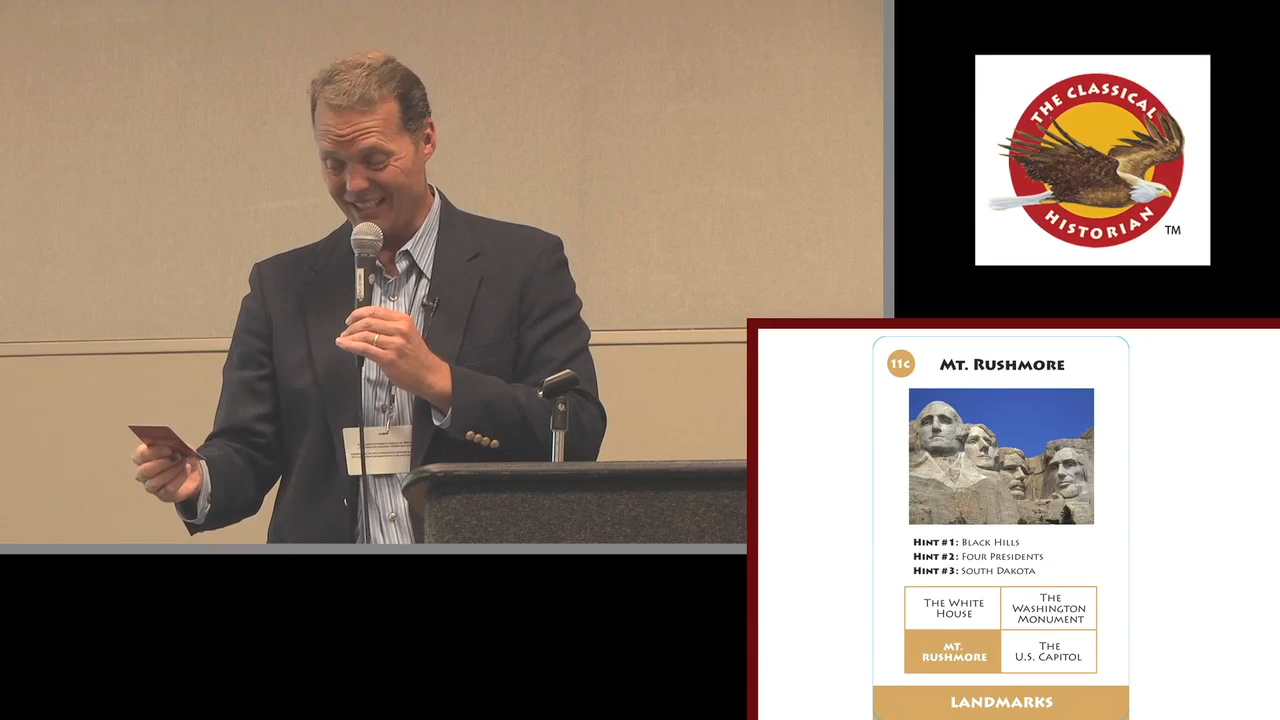 THE CLASSICAL
HISTORIAN
TM
11c
MT. RUSHMORE
HINT #1: BLACK HILLS
HINT #2: FOUR PRESIDENTS
HINT #3: SOUTH DAKOTA
THE WHITE
HOUSE
THE
WASHINGTON
MONUMENT
MT.
RUSHMORE
THE
U.S. CAPITOL
LANDMARKS